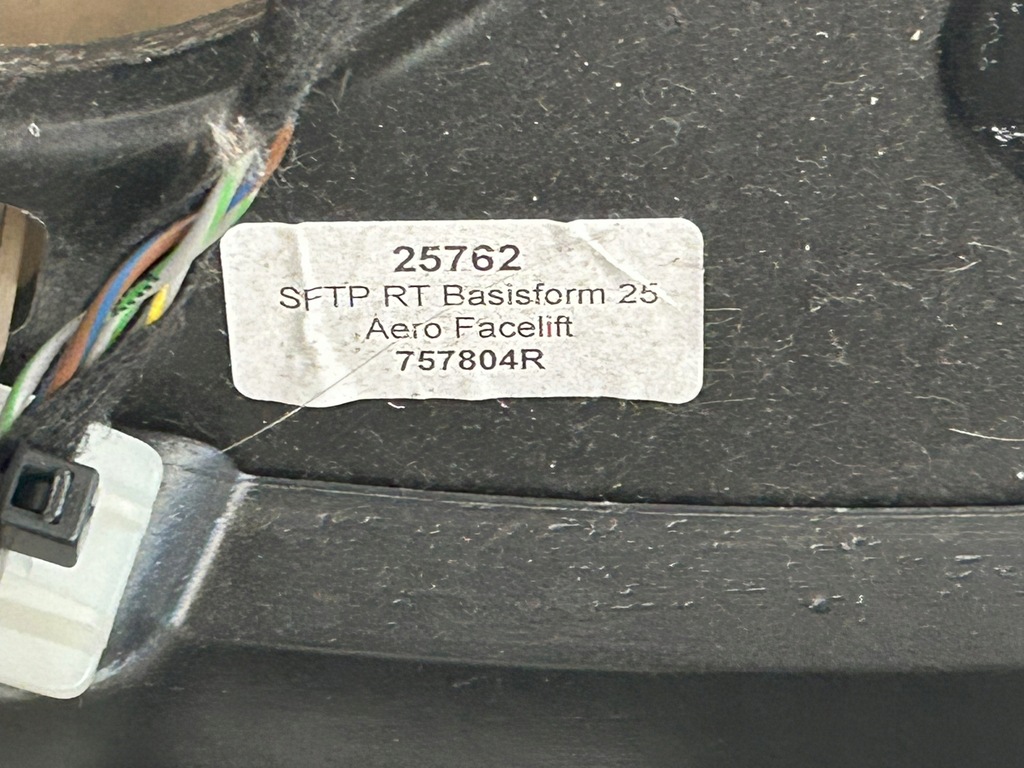 25762
SFTP RT Basisform 25
Aero Facelift
757804R